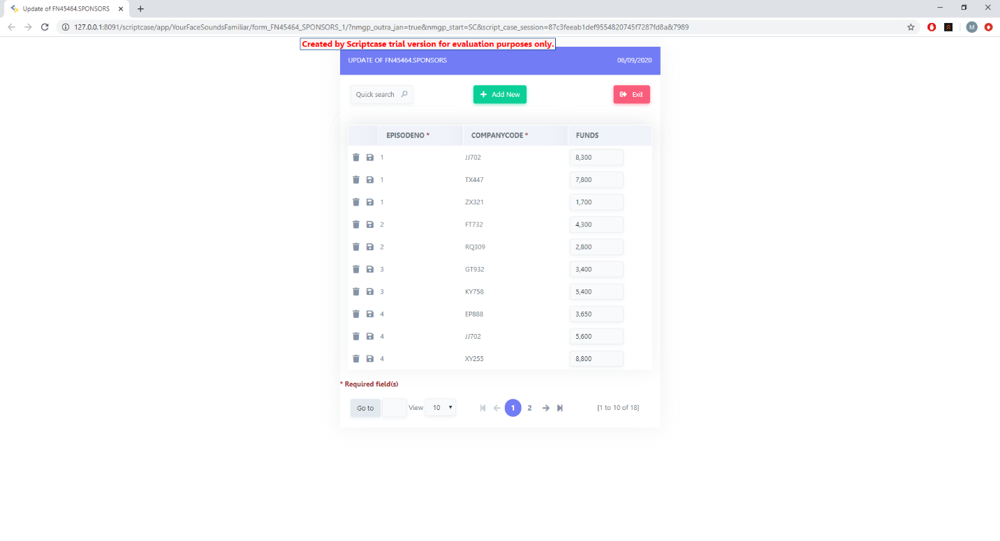 Update of FN45464.SPONSORS
127.0.0.1:8091/scriptcase/app/YourFaceSoundsFamiliar/form_FN45464_SPONSORS_1/?nmgp_outra_jan=true&nmgp_start=SC&script_case_session=87c3feeab1def9554820745f7287fd8a&7989
M
Created by Scriptcase trial version for evaluation purposes only.
UPDATE OF FN45464.SPONSORS 06/09/2020
Quick search Add New Exit
EPISODENO * COMPANYCODE * FUNDS
1 JJ702 8,300
1 TX447 7,800
1 ZX321 1,700
2 FT732 4,300
2 RQ309 2,800
3 GT932 3,400
3 KY758 5,400
4 EP888 3,650
4 JJ702 5,600
4 XY255 8,800
* Required field(s)
Go to View 10 1 2 [1 to 10 of 18]